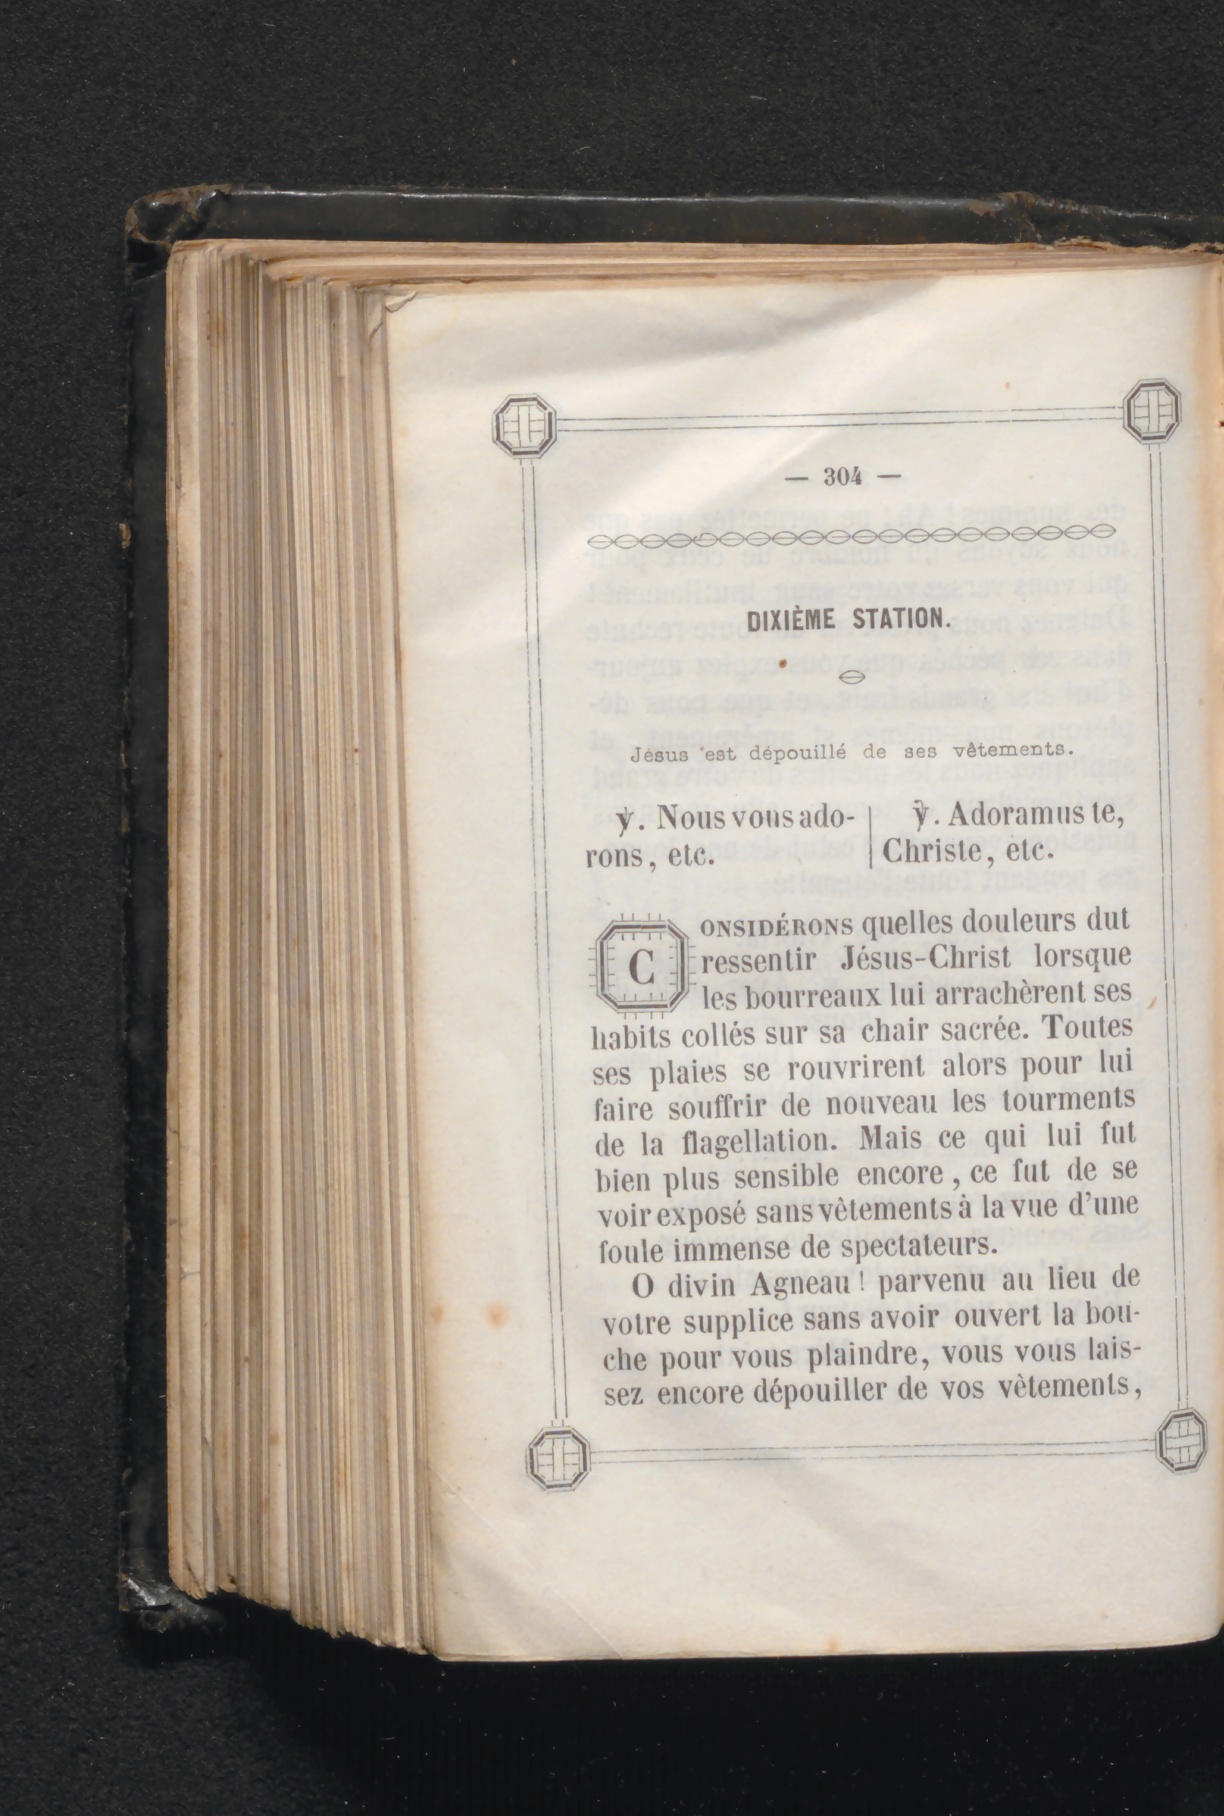 — 304 —
DIXIÈME STATION.
Jésus est dépouillé de ses vêtements.
℣. Nous vous ado-
rons, etc.
℣. Adoramus te,
Christe, etc.
CONSIDÉRONS quelles douleurs dut
ressentir Jésus-Christ lorsque
les bourreaux lui arrachèrent ses
habits collés sur sa chair sacrée. Toutes
ses plaies se rouvrirent alors pour lui
faire souffrir de nouveau les tourments
de la flagellation. Mais ce qui lui fut
bien plus sensible encore, ce fut de se
voir exposé sans vêtements à la vue d'une
foule immense de spectateurs.
O divin Agneau ! parvenu au lieu de
votre supplice sans avoir ouvert la bou-
che pour vous plaindre, vous vous lais-
sez encore dépouiller de vos vêtements,